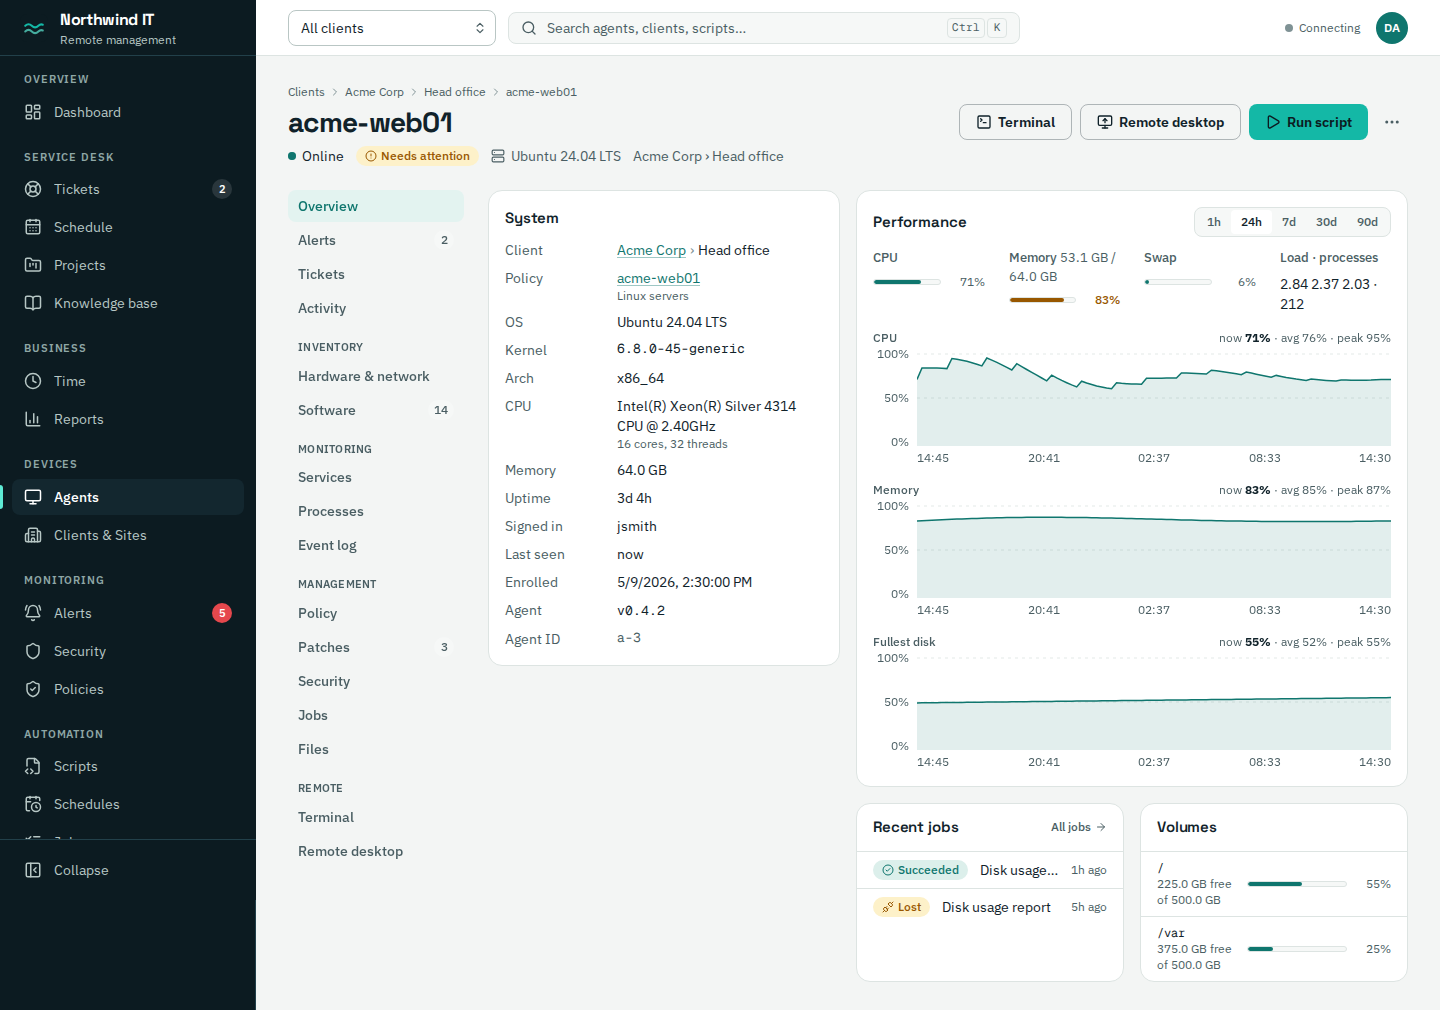 Northwind IT
Remote management
OVERVIEW
Dashboard
SERVICE DESK
Tickets 2
Schedule
Projects
Knowledge base
BUSINESS
Time
Reports
DEVICES
Agents
Clients & Sites
MONITORING
Alerts 5
Security
Policies
AUTOMATION
Scripts
Schedules
Collapse
All clients
Search agents, clients, scripts...
Ctrl K
Connecting
DA
Clients > Acme Corp > Head office > acme-web01
acme-web01
Terminal
Remote desktop
Run script
Online
Needs attention
Ubuntu 24.04 LTS
Acme Corp › Head office
Overview
Alerts 2
Tickets
Activity
INVENTORY
Hardware & network
Software 14
MONITORING
Services
Processes
Event log
MANAGEMENT
Policy
Patches 3
Security
Jobs
Files
REMOTE
Terminal
Remote desktop
System
Client Acme Corp › Head office
Policy acme-web01
Linux servers
OS Ubuntu 24.04 LTS
Kernel 6.8.0-45-generic
Arch x86_64
CPU Intel(R) Xeon(R) Silver 4314
CPU @ 2.40GHz
16 cores, 32 threads
Memory 64.0 GB
Uptime 3d 4h
Signed in jsmith
Last seen now
Enrolled 5/9/2026, 2:30:00 PM
Agent v0.4.2
Agent ID a-3
Performance
1h 24h 7d 30d 90d
CPU
71%
Memory 53.1 GB /
64.0 GB
83%
Swap
6%
Load · processes
2.84 2.37 2.03 ·
212
CPU now 71% · avg 76% · peak 95%
100%
50%
0%
14:45 20:41 02:37 08:33 14:30
Memory now 83% · avg 85% · peak 87%
100%
50%
0%
14:45 20:41 02:37 08:33 14:30
Fullest disk now 55% · avg 52% · peak 55%
100%
50%
0%
14:45 20:41 02:37 08:33 14:30
Recent jobs
All jobs →
Succeeded Disk usage... 1h ago
Lost Disk usage report 5h ago
Volumes
/
225.0 GB free
of 500.0 GB
55%
/var
375.0 GB free
of 500.0 GB
25%